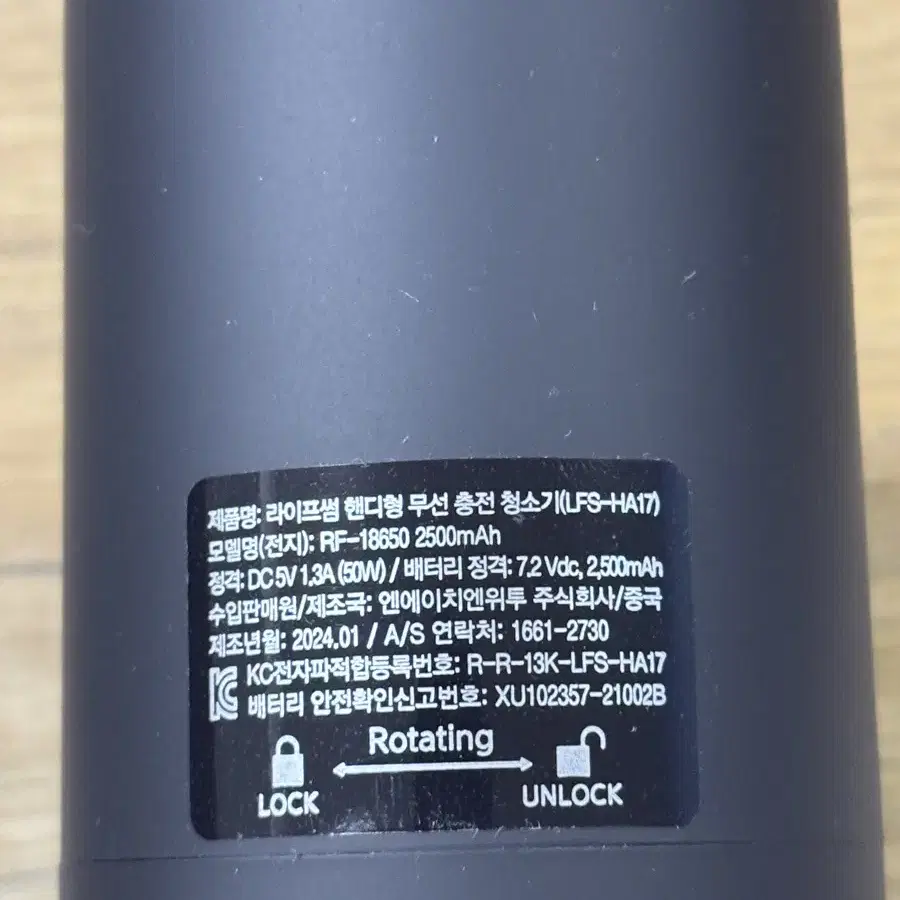 제품명: 라이프썸 핸디형 무선 충전 청소기(LFS-HA17)
모델명(전지): RF-18650 2500mAh
정격: DC 5V 1.3A (50W) / 배터리 정격: 7.2 Vdc, 2,500mAh
수입판매원/제조국: 엔에이치엔위투 주식회사/중국
제조년월: 2024.01 / A/S 연락처: 1661-2730
KC전자파적합등록번호: R-R-13K-LFS-HA17
배터리 안전확인신고번호: XU102357-21002B
Rotating
LOCK UNLOCK